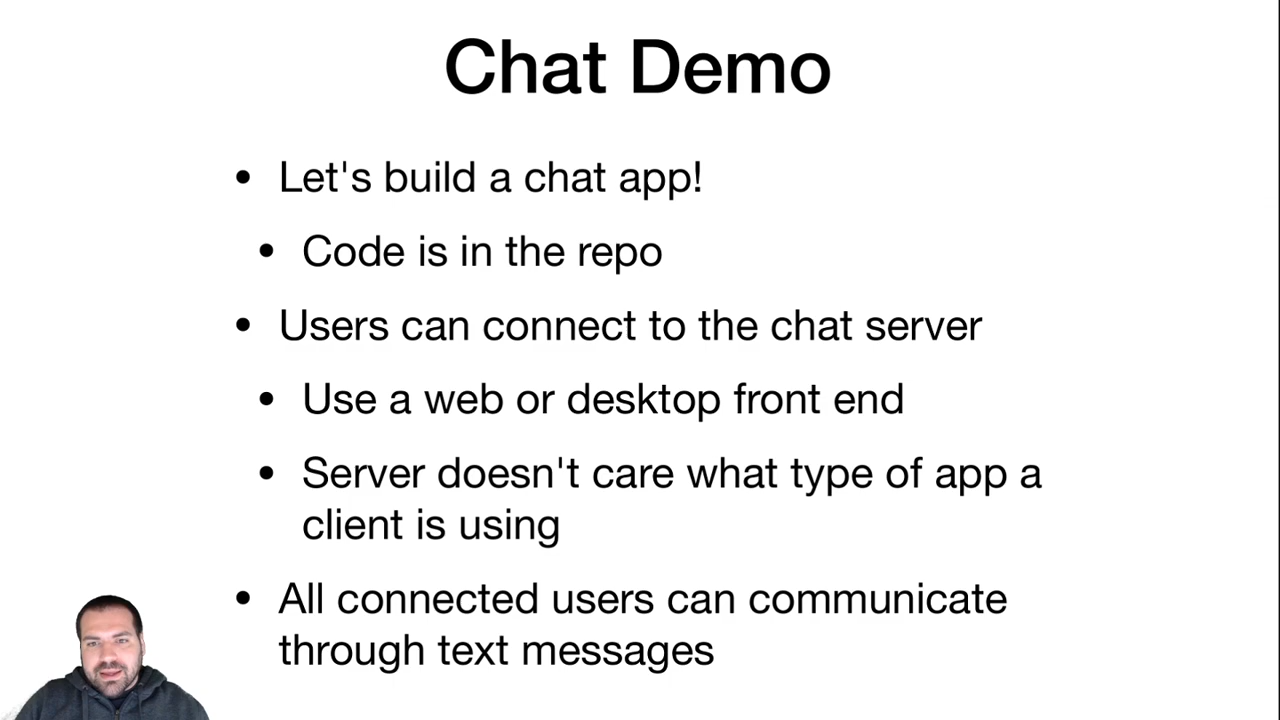 Chat Demo
• Let's build a chat app!
• Code is in the repo
• Users can connect to the chat server
• Use a web or desktop front end
• Server doesn't care what type of app a
client is using
• All connected users can communicate
through text messages